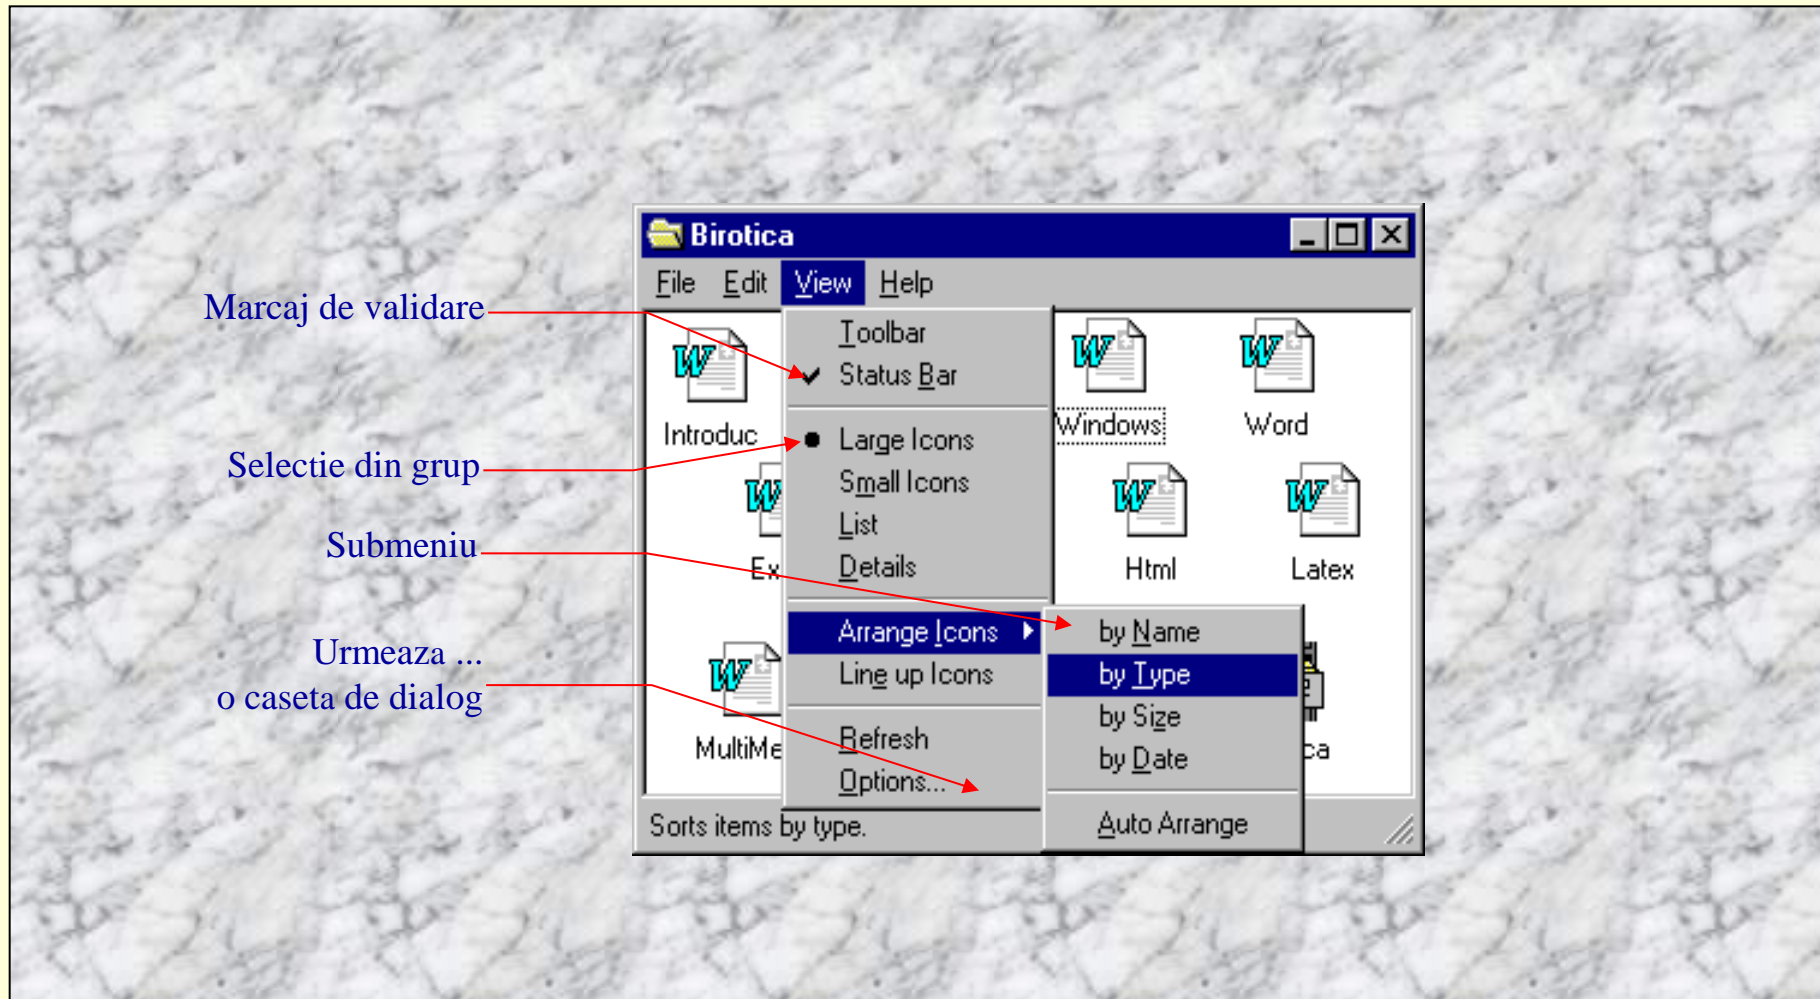 Birotica
File Edit View Help
Marcaj de validare
Selectie din grup
Submeniu
Urmeaza ...
o caseta de dialog
Toolbar
Status Bar
Large Icons
Small Icons
List
Details
Arrange Icons
Line up Icons
Refresh
Options...
by Name
by Type
by Size
by Date
Auto Arrange
Introduc
Windows
Word
Ex
Html
Latex
MultiMe
ca
Sorts items by type.